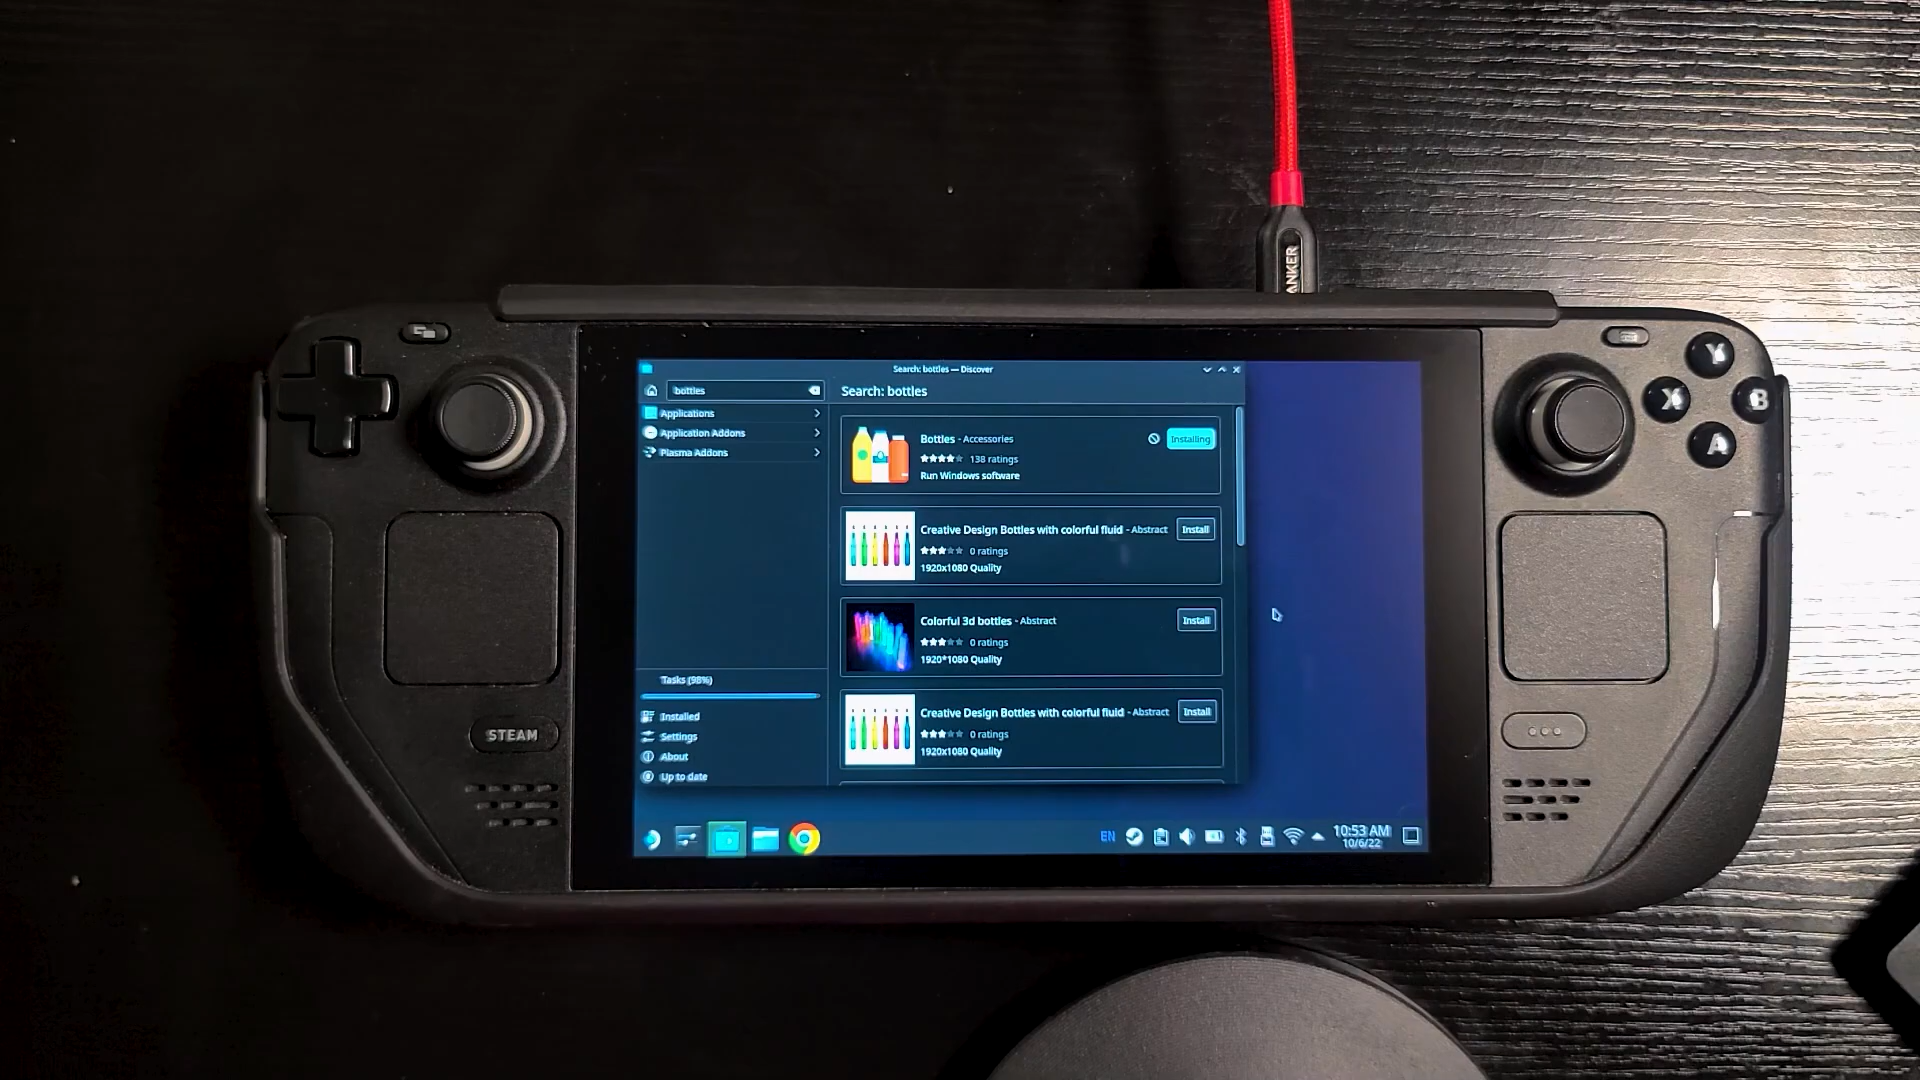 ANKER
Search: bottles — Discover
bottles
Search: bottles
Applications
Application Addons
Plasma Addons
Bottles - Accessories
Installing
138 ratings
Run Windows software
Creative Design Bottles with colorful fluid - Abstract
Install
0 ratings
1920x1080 Quality
Colorful 3d bottles - Abstract
Install
0 ratings
1920*1080 Quality
Creative Design Bottles with colorful fluid - Abstract
Install
0 ratings
1920x1080 Quality
Tasks (98%)
Installed
Settings
About
Up to date
EN
10:53 AM
10/6/22
STEAM
Y
X
B
A